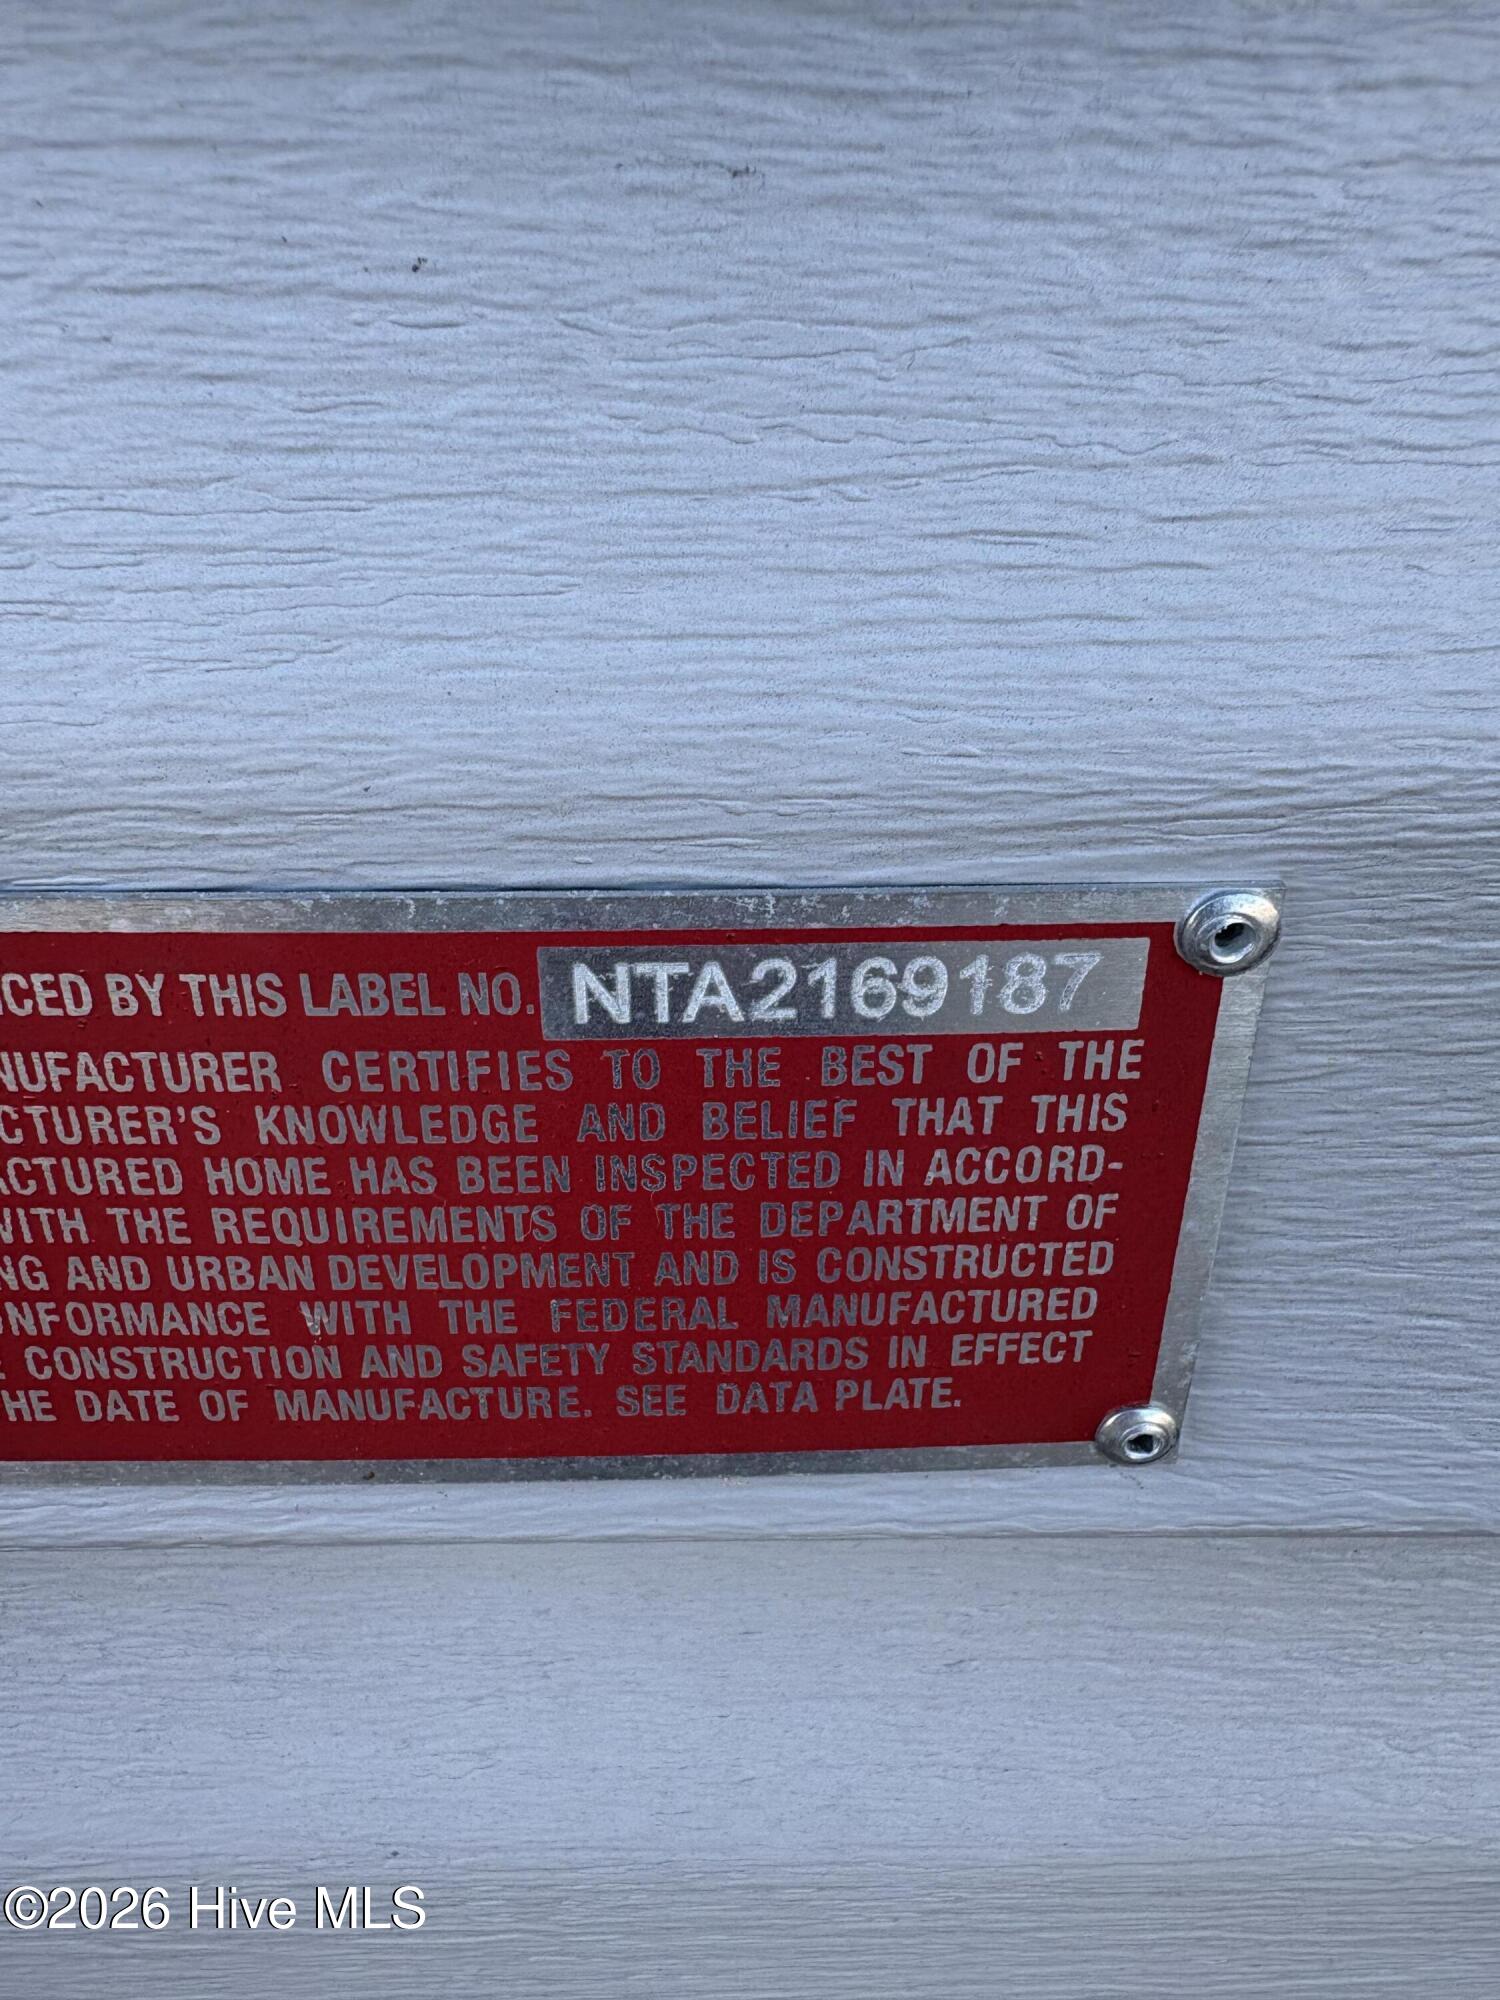 ICED BY THIS LABEL NO. NTA2169187
NUFACTURER CERTIFIES TO THE BEST OF THE
CTURER'S KNOWLEDGE AND BELIEF THAT THIS
ACTURED HOME HAS BEEN INSPECTED IN ACCORD-
WITH THE REQUIREMENTS OF THE DEPARTMENT OF
NG AND URBAN DEVELOPMENT AND IS CONSTRUCTED
NFORMANCE WITH THE FEDERAL MANUFACTURED
E CONSTRUCTION AND SAFETY STANDARDS IN EFFECT
HE DATE OF MANUFACTURE. SEE DATA PLATE.
©2026 Hive MLS